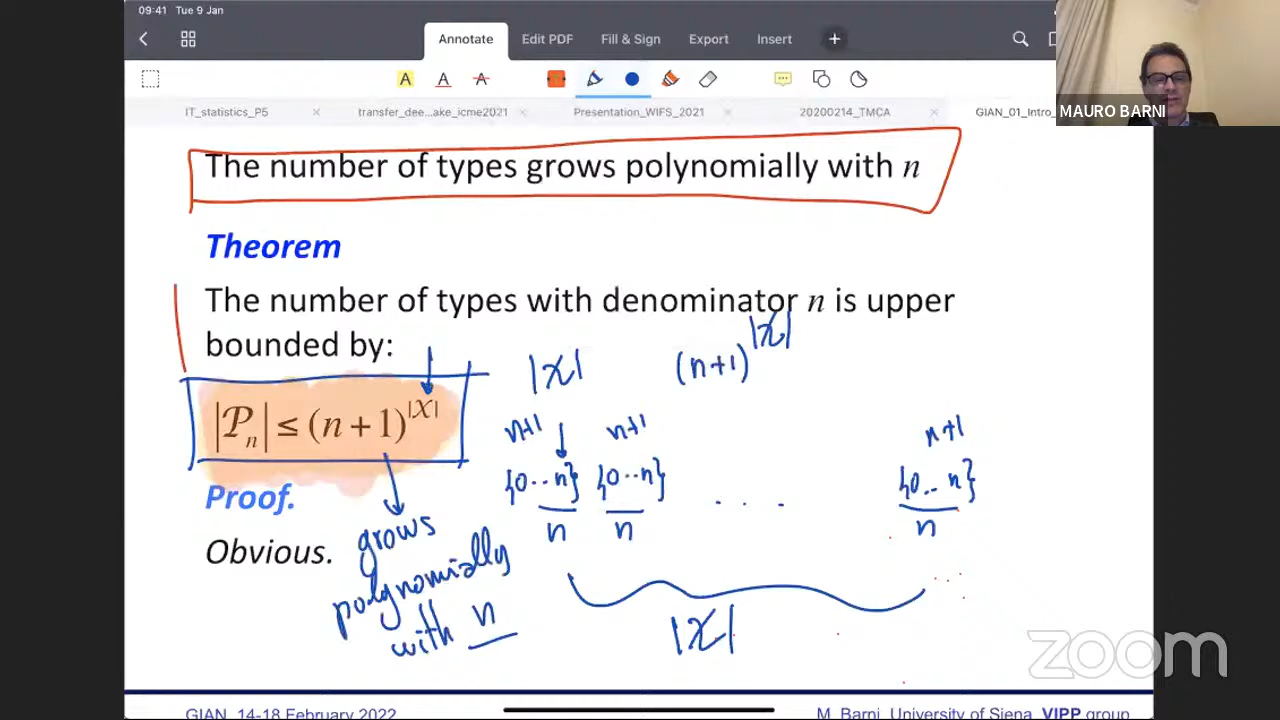 09:41 Tue 9 Jan
Annotate Edit PDF Fill & Sign Export Insert +
A A A
MAURO BARNI
IT_statistics_P5 × transfer_dee....ake_icme2021 × Presentation_WIFS_2021 × 20200214_TMCA × GIAN_01_Intro_
The number of types grows polynomially with n
Theorem
The number of types with denominator n is upper
bounded by:
|𝒳| (n+1)^|𝒳|
|𝒫ₙ| ≤ (n + 1)^|𝒳|
n+1 n+1 n+1
{0..n} {0..n} . . . {0..n}
n n n
Proof.
Obvious.
grows
polynomially
with n
|𝒳|
zoom
GIAN, 14-18 February 2022 M. Barni, University of Siena, VIPP group